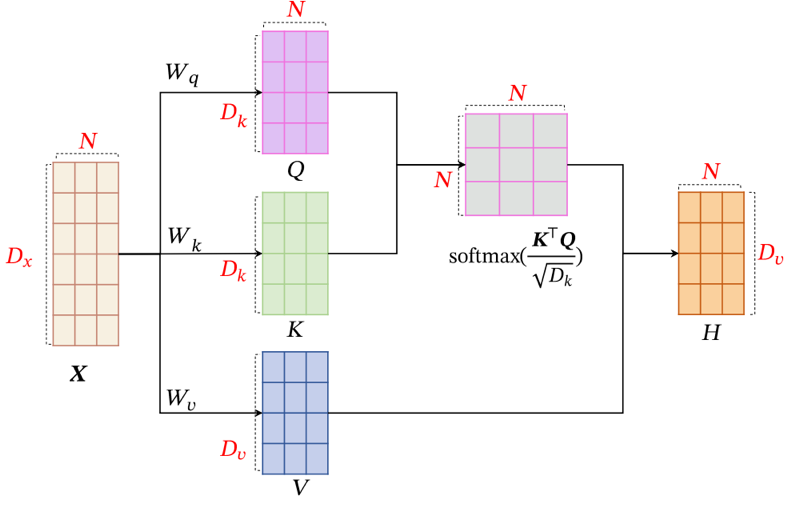 N
W_q
D_k
Q
N
D_x
X
W_k
D_k
K
W_v
D_v
V
N
N
softmax(K^⊤Q/√D_k)
N
D_v
H